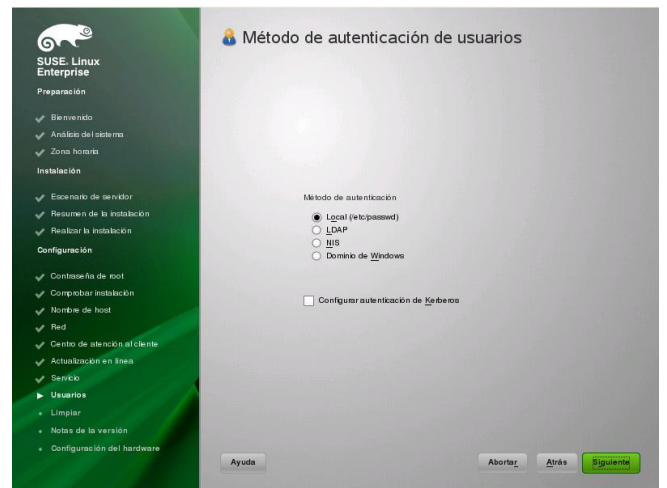 SUSE. Linux
Enterprise
Preparación
Bienvenido
Análisis del sistema
Zona horaria
Instalación
Escenario de servidor
Resumen de la instalación
Realizar la instalación
Configuración
Contraseña de root
Comprobar instalación
Nombre de host
Red
Centro de atención al cliente
Actualización en línea
Servicio
Usuarios
Limpiar
Notas de la versión
Configuración del hardware
Método de autenticación de usuarios
Método de autenticación
Local (/etc/passwd)
LDAP
NIS
Dominio de Windows
Configurar autenticación de Kerberos
Ayuda
Abortar
Atrás
Siguiente